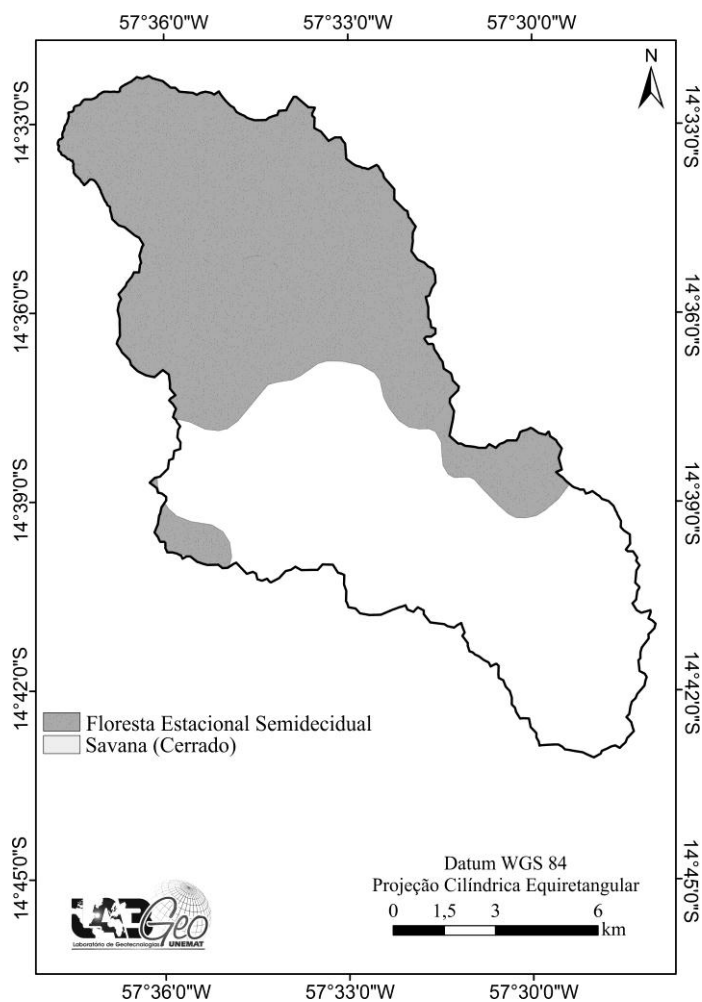 57°36'0"W 57°33'0"W 57°30'0"W
N
14°33'0"S 14°33'0"S
14°36'0"S 14°36'0"S
14°39'0"S 14°39'0"S
14°42'0"S 14°42'0"S
Floresta Estacional Semidecidual
Savana (Cerrado)
14°45'0"S 14°45'0"S
Datum WGS 84
Projeção Cilíndrica Equiretangular
0 1,5 3 6
km
LABGeo
UNEMAT
Laboratório de Geotecnologias
57°36'0"W 57°33'0"W 57°30'0"W